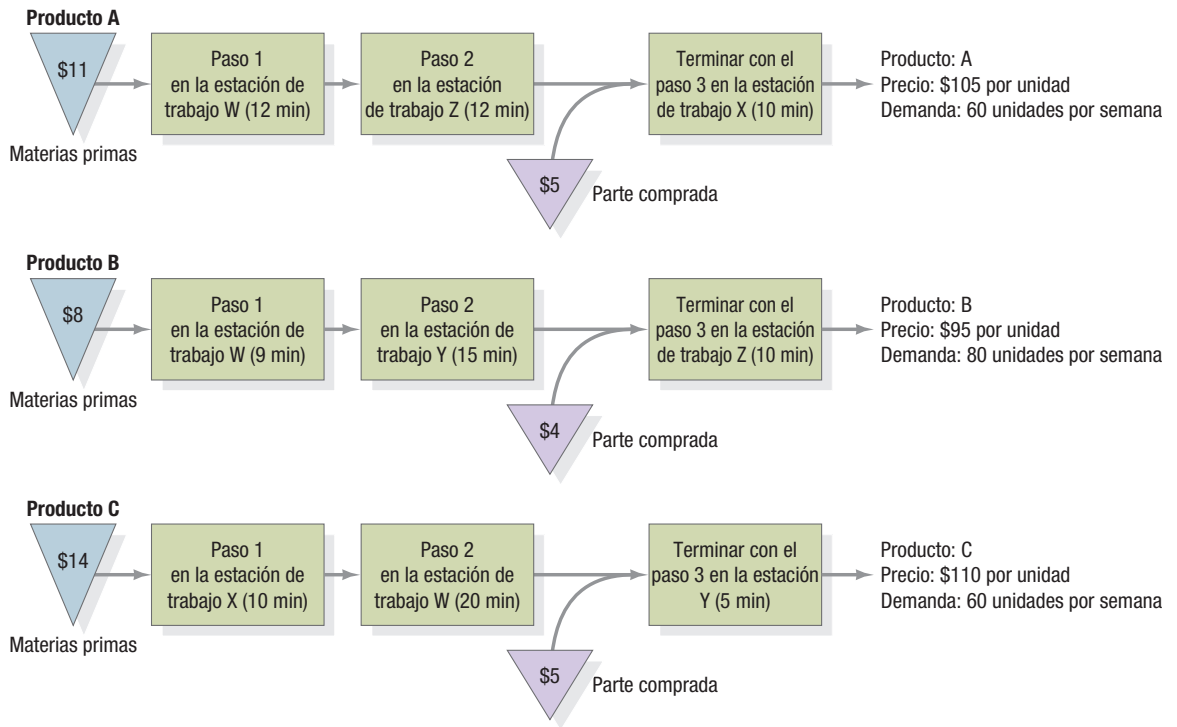 Producto A
$11
Materias primas
Paso 1
en la estación de
trabajo W (12 min)
Paso 2
en la estación
de trabajo Z (12 min)
$5
Parte comprada
Terminar con el
paso 3 en la estación
de trabajo X (10 min)
Producto: A
Precio: $105 por unidad
Demanda: 60 unidades por semana
Producto B
$8
Materias primas
Paso 1
en la estación de
trabajo W (9 min)
Paso 2
en la estación de
trabajo Y (15 min)
$4
Parte comprada
Terminar con el
paso 3 en la estación
de trabajo Z (10 min)
Producto: B
Precio: $95 por unidad
Demanda: 80 unidades por semana
Producto C
$14
Materias primas
Paso 1
en la estación de
trabajo X (10 min)
Paso 2
en la estación de
trabajo W (20 min)
$5
Parte comprada
Terminar con el
paso 3 en la estación
Y (5 min)
Producto: C
Precio: $110 por unidad
Demanda: 60 unidades por semana